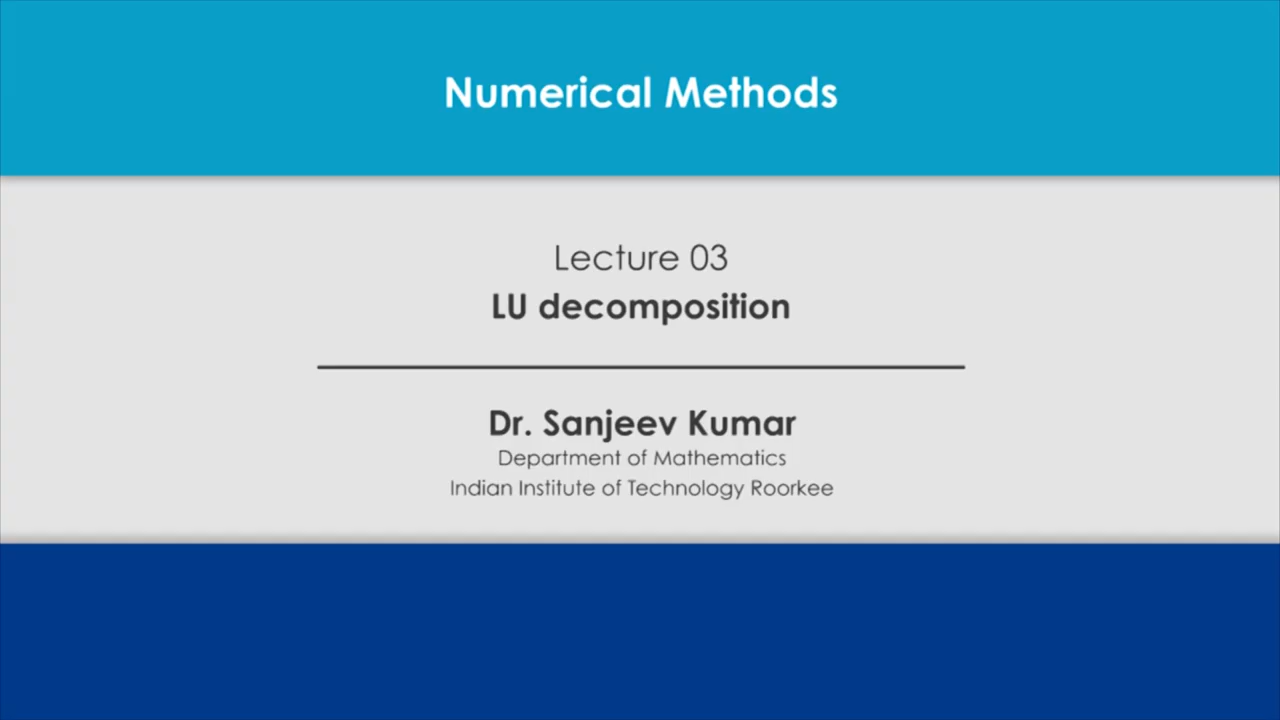 Numerical Methods
Lecture 03
LU decomposition
Dr. Sanjeev Kumar
Department of Mathematics
Indian Institute of Technology Roorkee